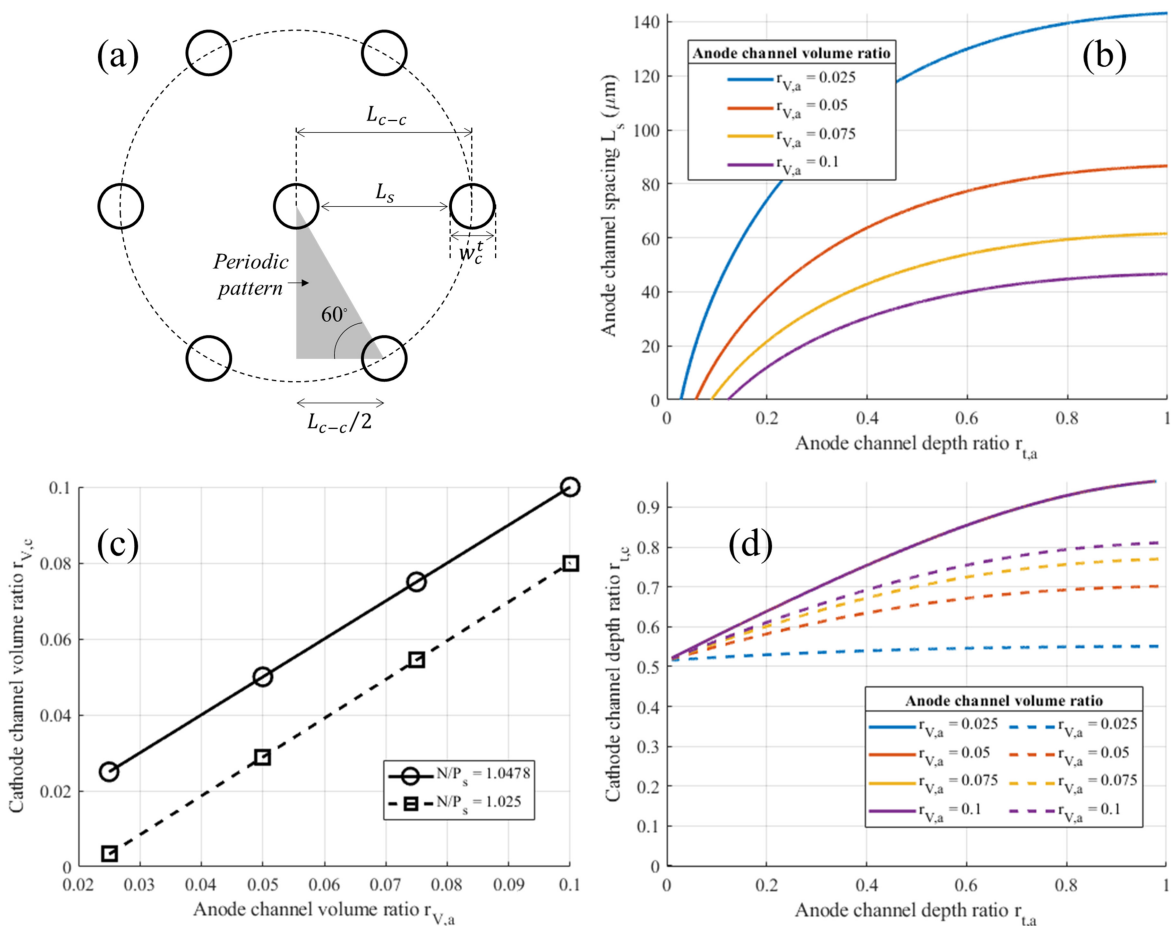 (a)
L_{c-c}
L_s
w_c^t
Periodic
pattern
60°
L_{c-c}/2
(b)
Anode channel volume ratio
r_{V,a} = 0.025
r_{V,a} = 0.05
r_{V,a} = 0.075
r_{V,a} = 0.1
Anode channel spacing L_s (μm)
140
120
100
80
60
40
20
0
0 0.2 0.4 0.6 0.8 1
Anode channel depth ratio r_{t,a}
(c)
Cathode channel volume ratio r_{V,c}
0.1
0.08
0.06
0.04
0.02
0
N/P_s = 1.0478
N/P_s = 1.025
0.02 0.03 0.04 0.05 0.06 0.07 0.08 0.09 0.1
Anode channel volume ratio r_{V,a}
(d)
Cathode channel depth ratio r_{t,c}
0.9
0.8
0.7
0.6
0.5
0.4
0.3
0.2
0.1
0
Anode channel volume ratio
r_{V,a} = 0.025 r_{V,a} = 0.025
r_{V,a} = 0.05 r_{V,a} = 0.05
r_{V,a} = 0.075 r_{V,a} = 0.075
r_{V,a} = 0.1 r_{V,a} = 0.1
0 0.2 0.4 0.6 0.8 1
Anode channel depth ratio r_{t,a}